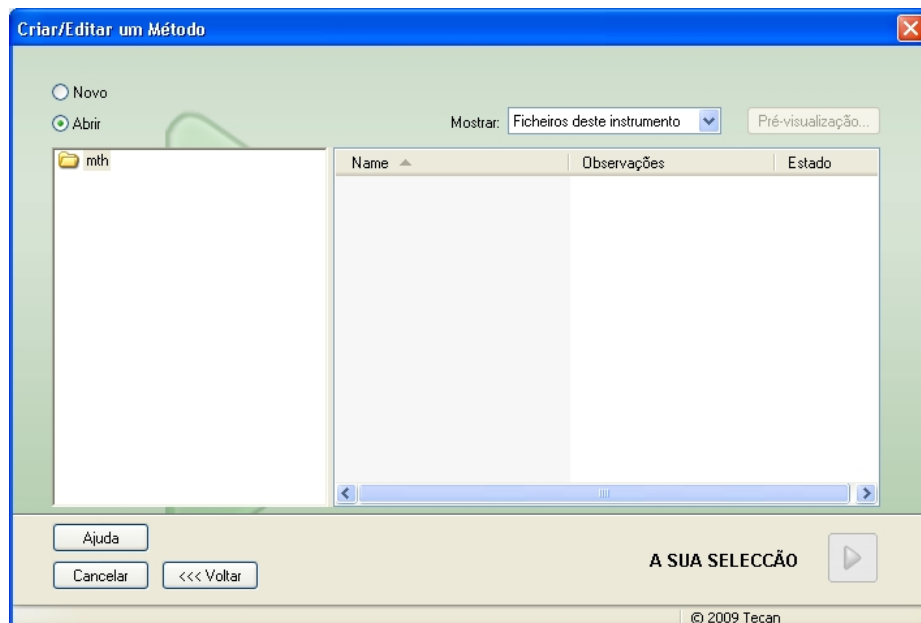 Criar/Editar um Método
Novo
Abrir
Mostrar: Ficheiros deste instrumento Pré-visualização...
mth
Name Observações Estado
Ajuda
Cancelar <<< Voltar
A SUA SELECCÃO
© 2009 Tecan